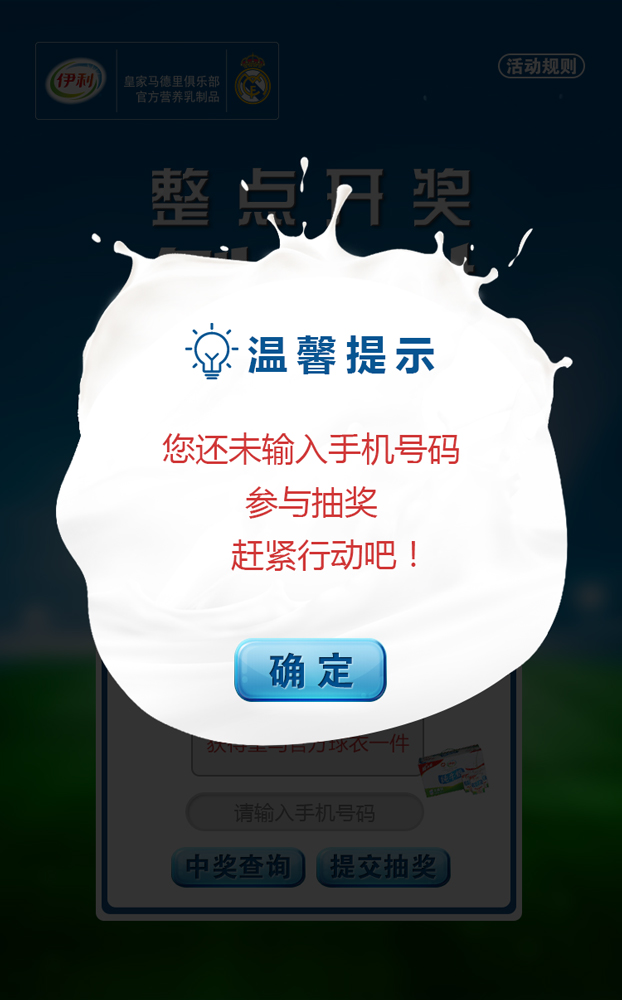 伊利
皇家马德里俱乐部
官方营养乳制品
活动规则
整点开奖
温馨提示
您还未输入手机号码
参与抽奖
赶紧行动吧！
确定
获得皇马官方球衣一件
请输入手机号码
中奖查询
提交抽奖